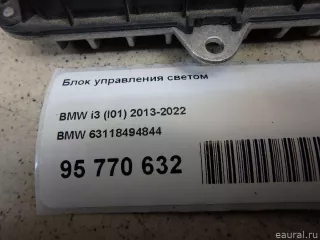 Блок управления светом
BMW i3 (I01) 2013-2022
BMW 63118494844
95 770 632
eaural.ru